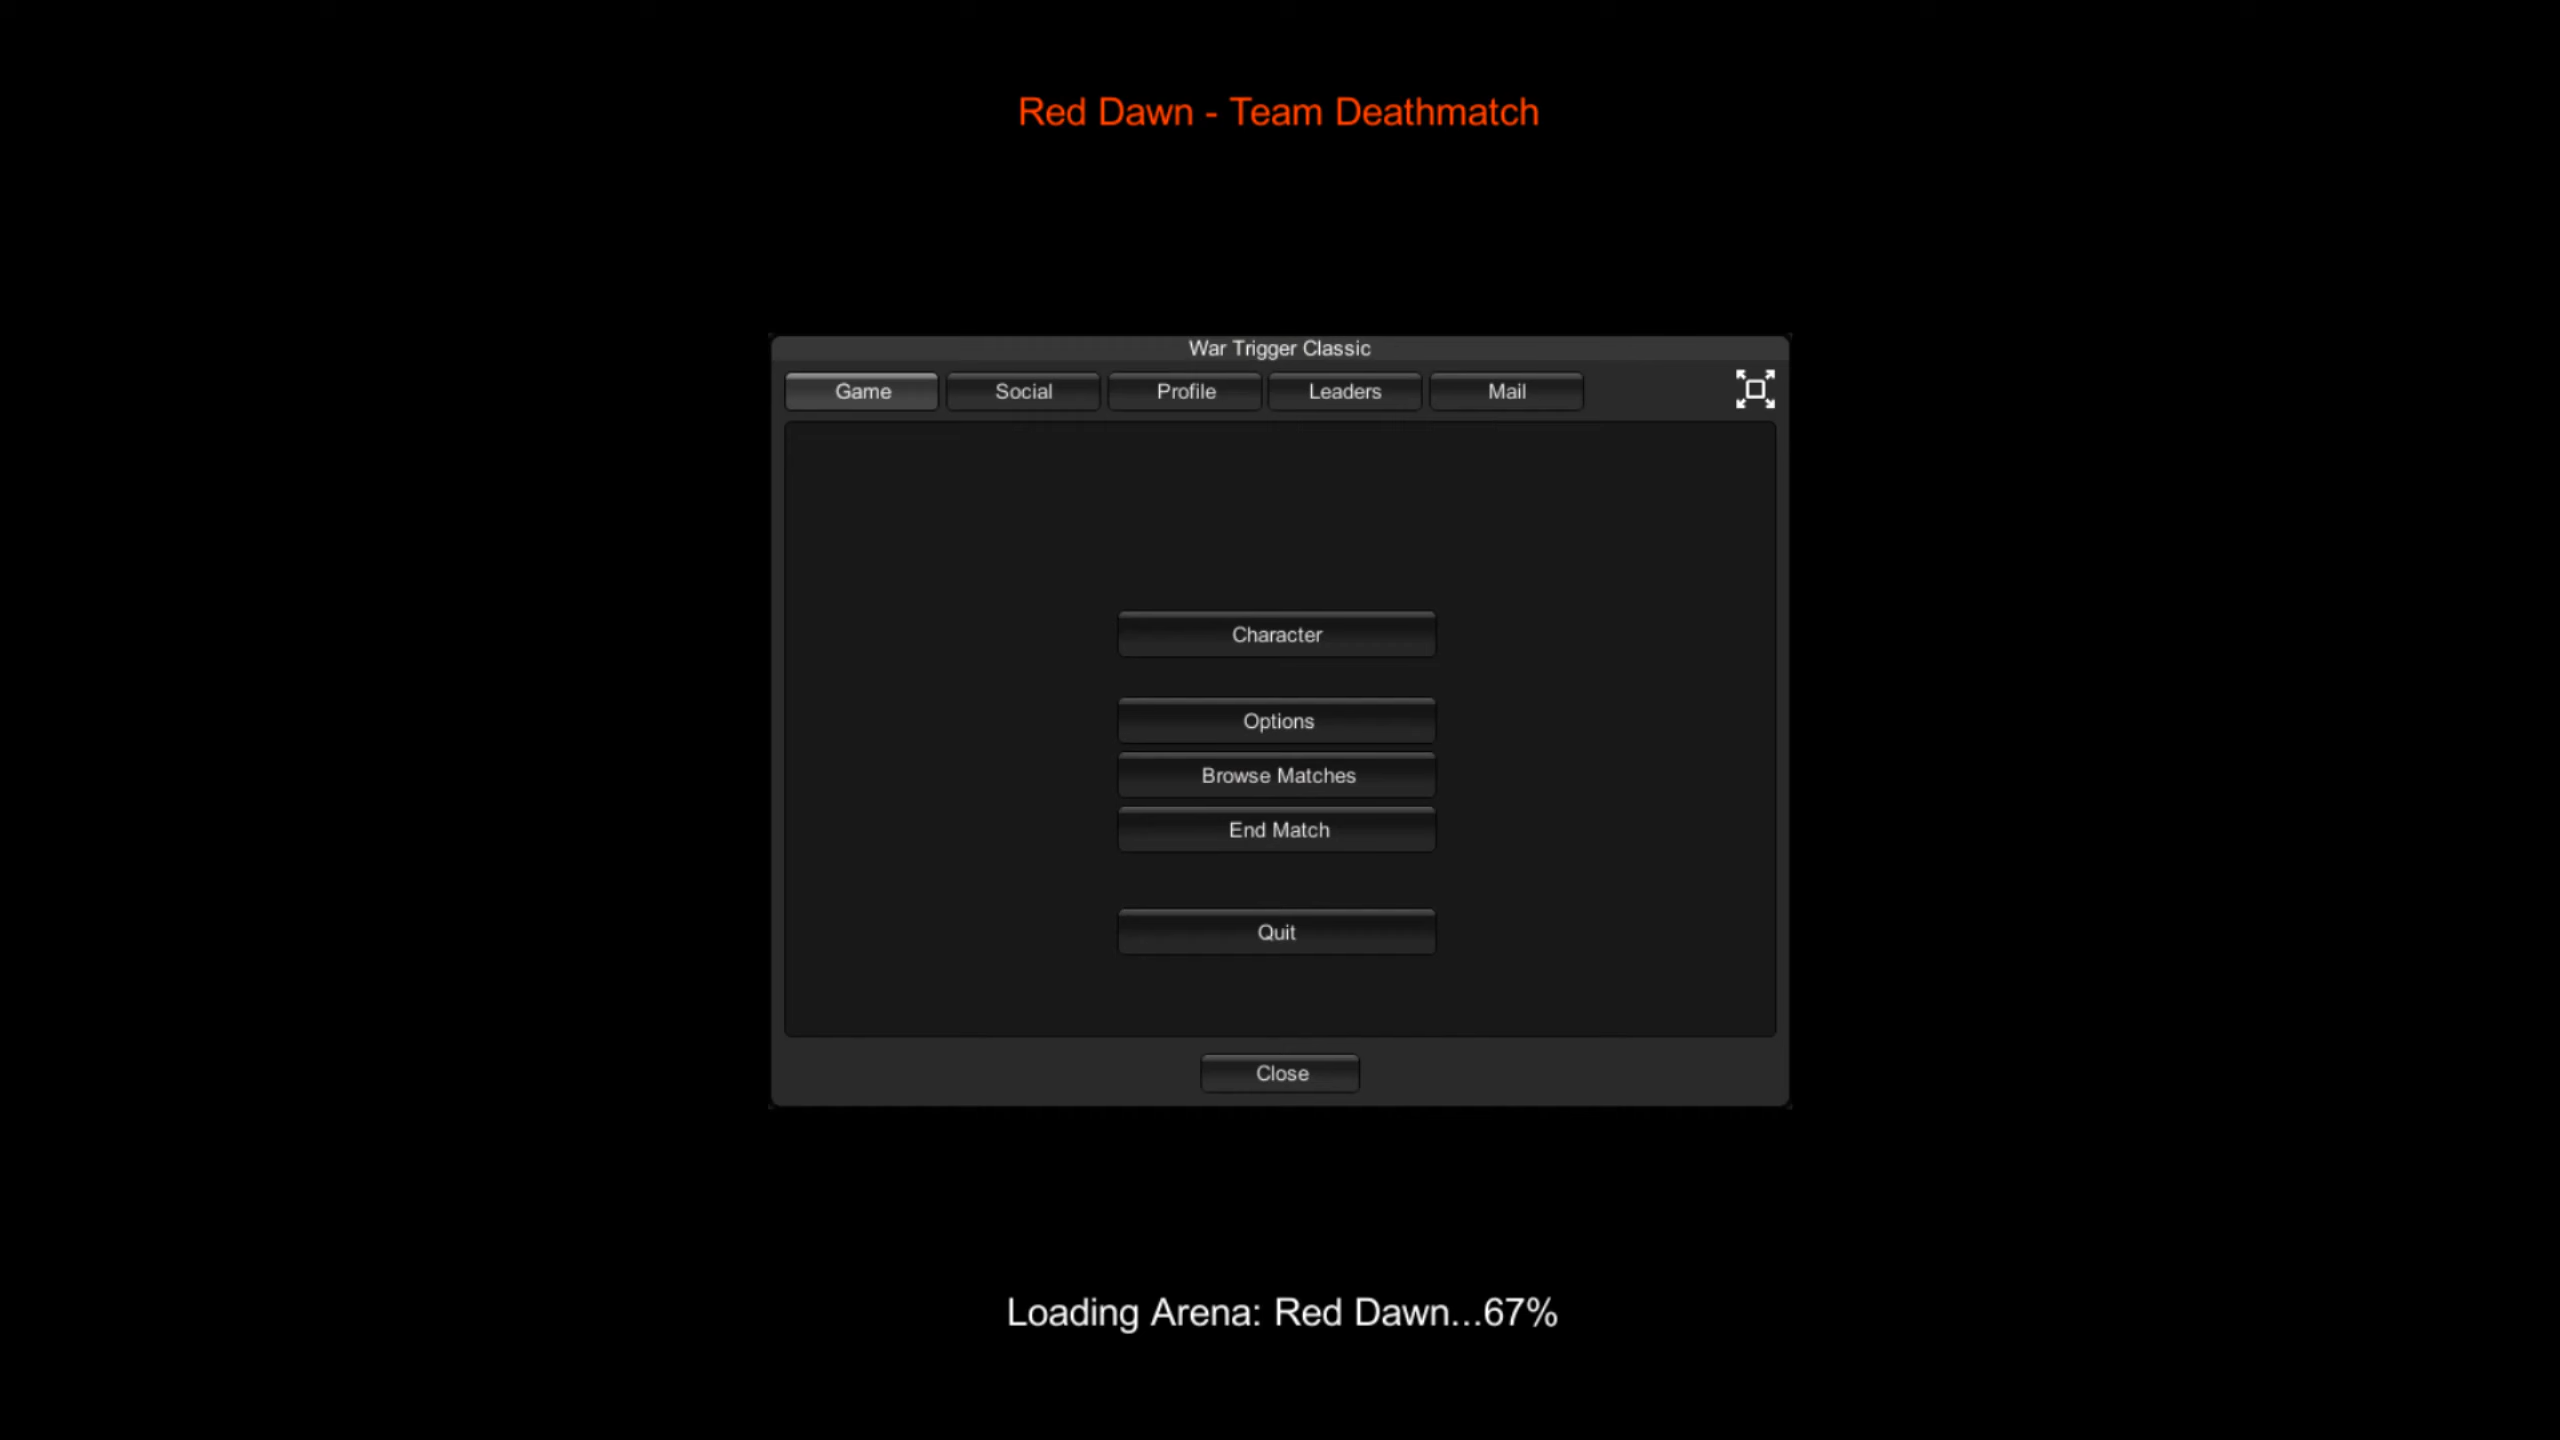 Red Dawn - Team Deathmatch
War Trigger Classic
Game Social Profile Leaders Mail
Character
Options
Browse Matches
End Match
Quit
Close
Loading Arena: Red Dawn...67%